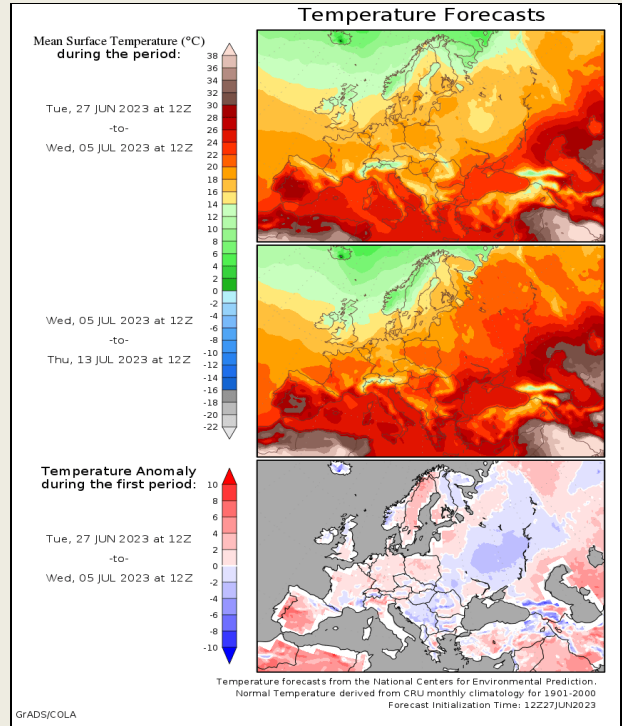 Temperature Forecasts
Mean Surface Temperature (°C)
during the period:
38
36
34
32
30
28
26
24
22
20
18
16
14
12
10
8
6
4
2
0
-2
-4
-6
-8
-10
-12
-14
-16
-18
-20
-22
Tue, 27 JUN 2023 at 12Z
-to-
Wed, 05 JUL 2023 at 12Z
Wed, 05 JUL 2023 at 12Z
-to-
Thu, 13 JUL 2023 at 12Z
Temperature Anomaly
during the first period:
10
8
6
4
2
0
-2
-4
-6
-8
-10
Tue, 27 JUN 2023 at 12Z
-to-
Wed, 05 JUL 2023 at 12Z
Temperature forecasts from the National Centers for Environmental Prediction.
Normal Temperature derived from CRU monthly climatology for 1901-2000
Forecast Initialization Time: 12Z27JUN2023
GrADS/COLA